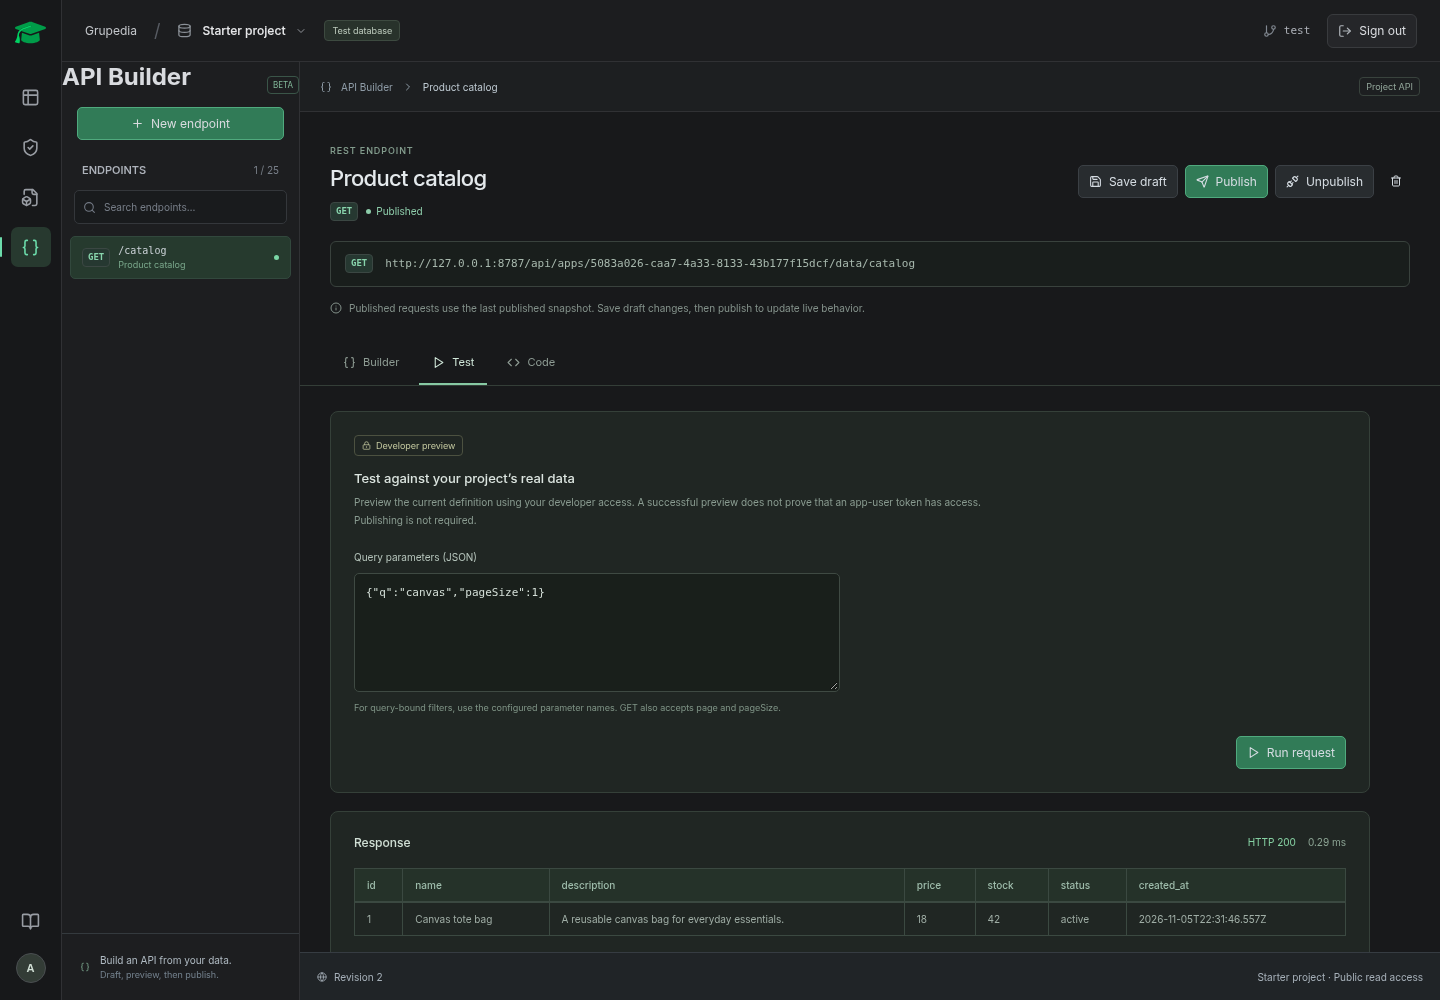 Grupedia / Starter project Test database test Sign out
API Builder BETA
New endpoint
ENDPOINTS 1 / 25
Search endpoints...
GET /catalog
Product catalog
Build an API from your data.
Draft, preview, then publish.
A
API Builder Product catalog Project API
REST ENDPOINT
Product catalog
Save draft Publish Unpublish
GET Published
GET http://127.0.0.1:8787/api/apps/5083a026-caa7-4a33-8133-43b177f15dcf/data/catalog
Published requests use the last published snapshot. Save draft changes, then publish to update live behavior.
Builder Test Code
Developer preview
Test against your project’s real data
Preview the current definition using your developer access. A successful preview does not prove that an app-user token has access.
Publishing is not required.
Query parameters (JSON)
{"q":"canvas","pageSize":1}
For query-bound filters, use the configured parameter names. GET also accepts page and pageSize.
Run request
Response HTTP 200 0.29 ms
id name description price stock status created_at
1 Canvas tote bag A reusable canvas bag for everyday essentials. 18 42 active 2026-11-05T22:31:46.557Z
Revision 2 Starter project · Public read access